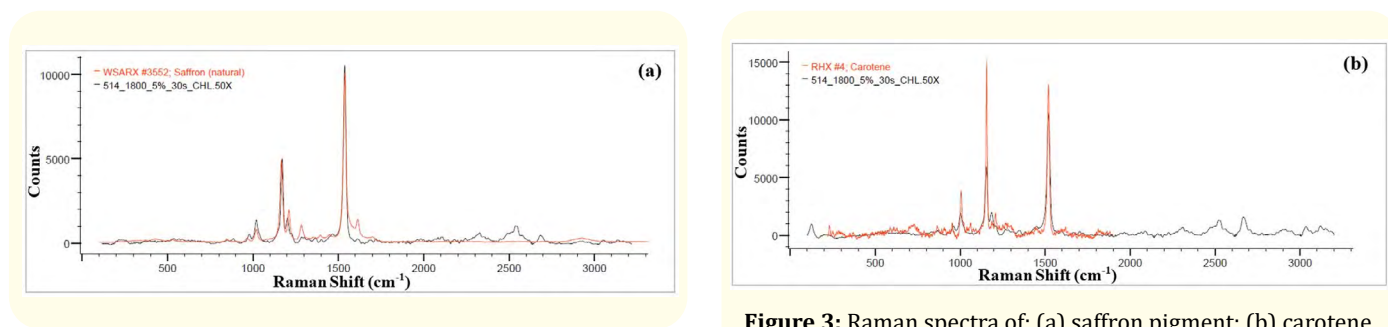 (a)
WSARX #3552; Saffron (natural)
514_1800_5%_30s_CHL.50X
10000
5000
0
Counts
500 1000 1500 2000 2500 3000
Raman Shift (cm-1)
(b)
RHX #4; Carotene
514_1800_5%_30s_CHL.50X
15000
10000
5000
0
Counts
500 1000 1500 2000 2500 3000
Raman Shift (cm-1)
Figure 3: Raman spectra of: (a) saffron pigment; (b) carotene